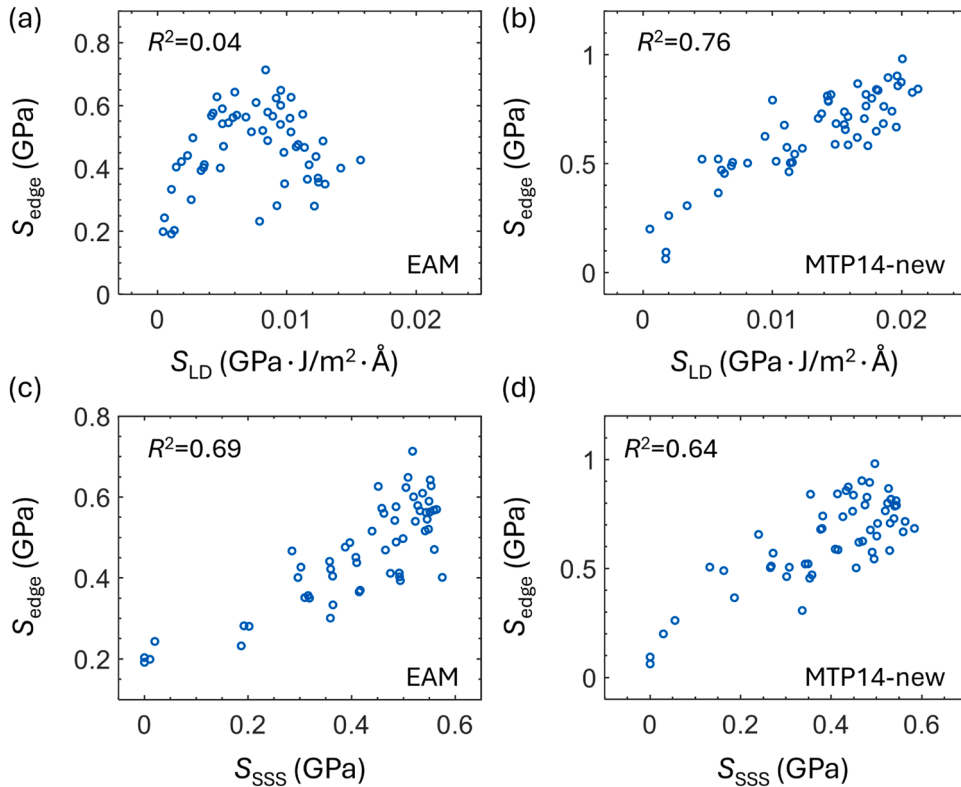 (a)
R²=0.04
0.8
0.6
0.4
0.2
0
S_edge (GPa)
EAM
0
0.01
0.02
S_LD (GPa·J/m²·Å)
(b)
R²=0.76
1
0.5
0
S_edge (GPa)
MTP14-new
0
0.01
0.02
S_LD (GPa·J/m²·Å)
(c)
R²=0.69
0.8
0.6
0.4
0.2
S_edge (GPa)
EAM
0
0.2
0.4
0.6
S_SSS (GPa)
(d)
R²=0.64
1
0.5
0
S_edge (GPa)
MTP14-new
0
0.2
0.4
0.6
S_SSS (GPa)